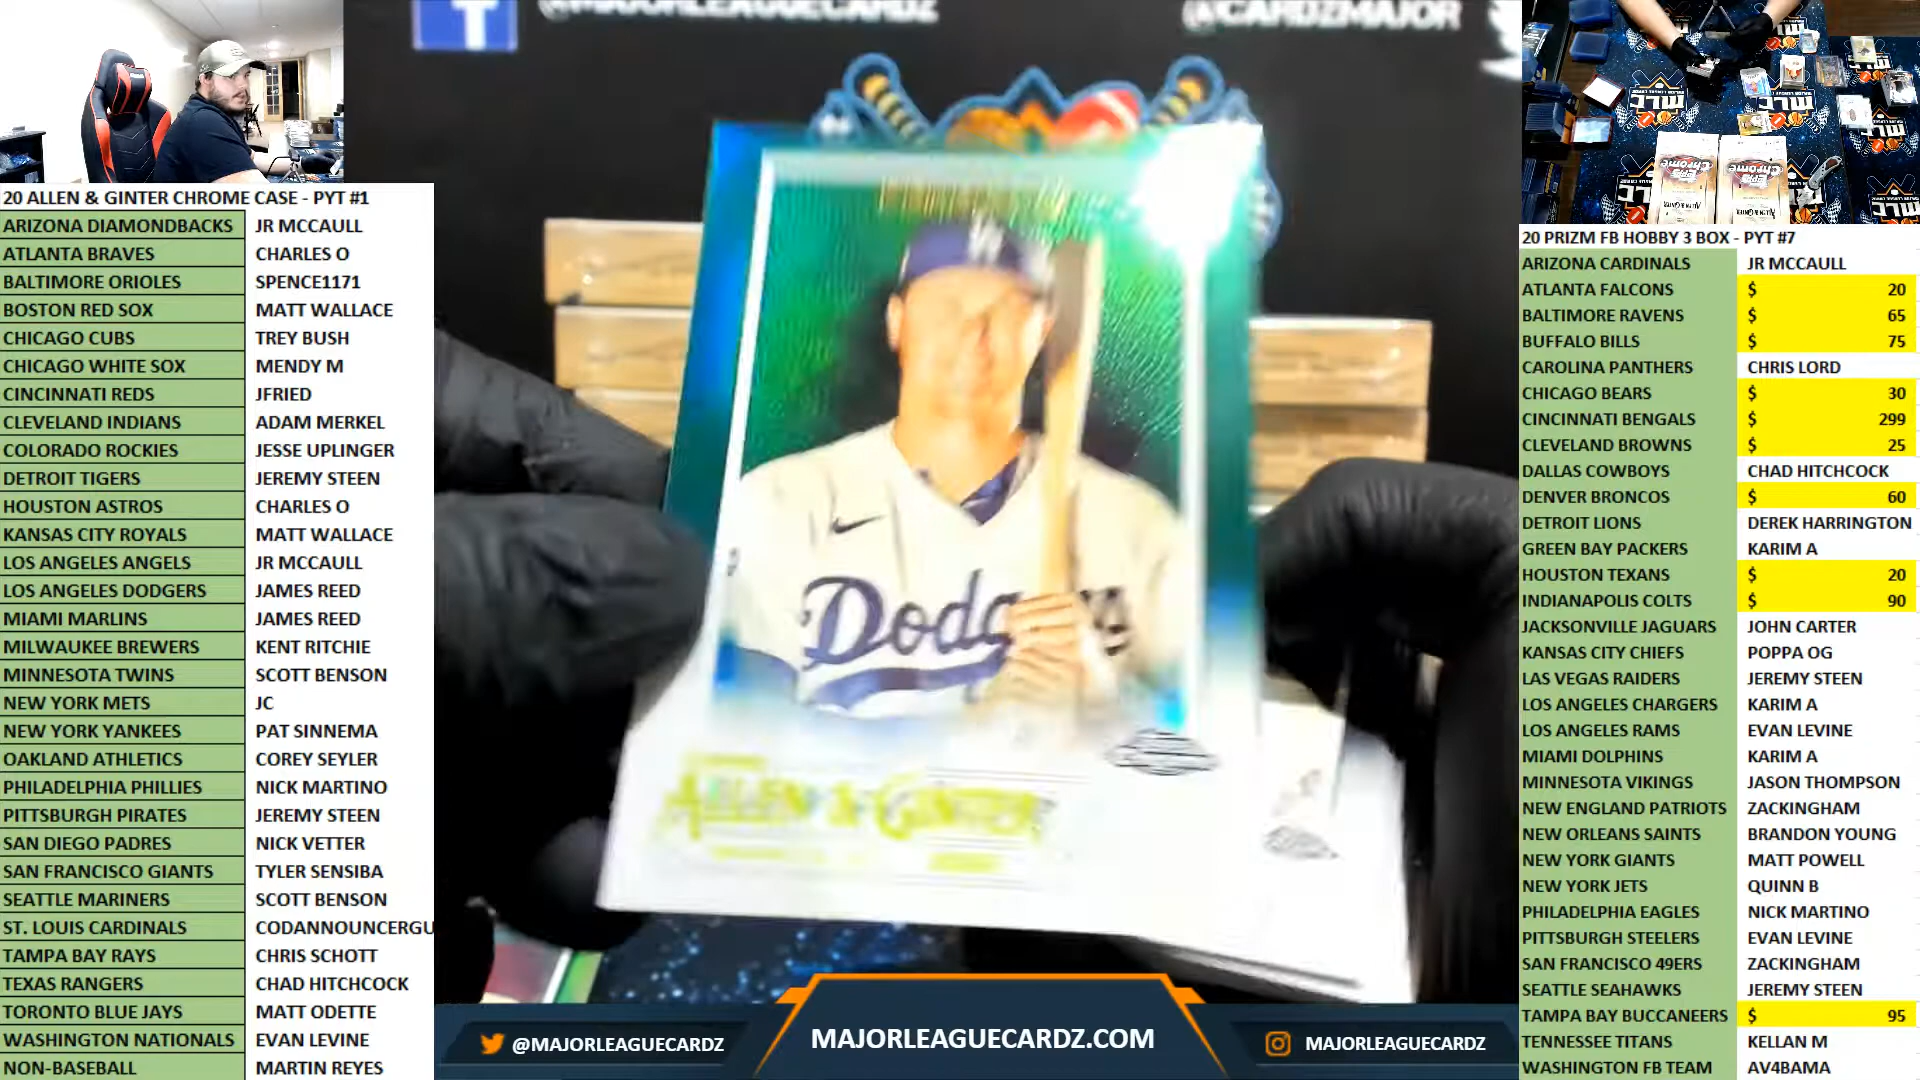 @MAJORLEAGUECARDZ
@CARDZMAJOR
20 ALLEN & GINTER CHROME CASE - PYT #1
ARIZONA DIAMONDBACKS JR MCCAULL
ATLANTA BRAVES CHARLES O
BALTIMORE ORIOLES SPENCE1171
BOSTON RED SOX MATT WALLACE
CHICAGO CUBS TREY BUSH
CHICAGO WHITE SOX MENDY M
CINCINNATI REDS JFRIED
CLEVELAND INDIANS ADAM MERKEL
COLORADO ROCKIES JESSE UPLINGER
DETROIT TIGERS JEREMY STEEN
HOUSTON ASTROS CHARLES O
KANSAS CITY ROYALS MATT WALLACE
LOS ANGELES ANGELS JR MCCAULL
LOS ANGELES DODGERS JAMES REED
MIAMI MARLINS JAMES REED
MILWAUKEE BREWERS KENT RITCHIE
MINNESOTA TWINS SCOTT BENSON
NEW YORK METS JC
NEW YORK YANKEES PAT SINNEMA
OAKLAND ATHLETICS COREY SEYLER
PHILADELPHIA PHILLIES NICK MARTINO
PITTSBURGH PIRATES JEREMY STEEN
SAN DIEGO PADRES NICK VETTER
SAN FRANCISCO GIANTS TYLER SENSIBA
SEATTLE MARINERS SCOTT BENSON
ST. LOUIS CARDINALS CODANNOUNCERGU
TAMPA BAY RAYS CHRIS SCHOTT
TEXAS RANGERS CHAD HITCHCOCK
TORONTO BLUE JAYS MATT ODETTE
WASHINGTON NATIONALS EVAN LEVINE
NON-BASEBALL MARTIN REYES
Dodg
ALLEN & GINTER
@MAJORLEAGUECARDZ
MAJORLEAGUECARDZ.COM
MAJORLEAGUECARDZ
MLC
MLC
CHROME
CHROME
ALLEN & GINTER
ALLEN & GINTER
20 PRIZM FB HOBBY 3 BOX - PYT #7
ARIZONA CARDINALS JR MCCAULL
ATLANTA FALCONS $ 20
BALTIMORE RAVENS $ 65
BUFFALO BILLS $ 75
CAROLINA PANTHERS CHRIS LORD
CHICAGO BEARS $ 30
CINCINNATI BENGALS $ 299
CLEVELAND BROWNS $ 25
DALLAS COWBOYS CHAD HITCHCOCK
DENVER BRONCOS $ 60
DETROIT LIONS DEREK HARRINGTON
GREEN BAY PACKERS KARIM A
HOUSTON TEXANS $ 20
INDIANAPOLIS COLTS $ 90
JACKSONVILLE JAGUARS JOHN CARTER
KANSAS CITY CHIEFS POPPA OG
LAS VEGAS RAIDERS JEREMY STEEN
LOS ANGELES CHARGERS KARIM A
LOS ANGELES RAMS EVAN LEVINE
MIAMI DOLPHINS KARIM A
MINNESOTA VIKINGS JASON THOMPSON
NEW ENGLAND PATRIOTS ZACKINGHAM
NEW ORLEANS SAINTS BRANDON YOUNG
NEW YORK GIANTS MATT POWELL
NEW YORK JETS QUINN B
PHILADELPHIA EAGLES NICK MARTINO
PITTSBURGH STEELERS EVAN LEVINE
SAN FRANCISCO 49ERS ZACKINGHAM
SEATTLE SEAHAWKS JEREMY STEEN
TAMPA BAY BUCCANEERS $ 95
TENNESSEE TITANS KELLAN M
WASHINGTON FB TEAM AV4BAMA